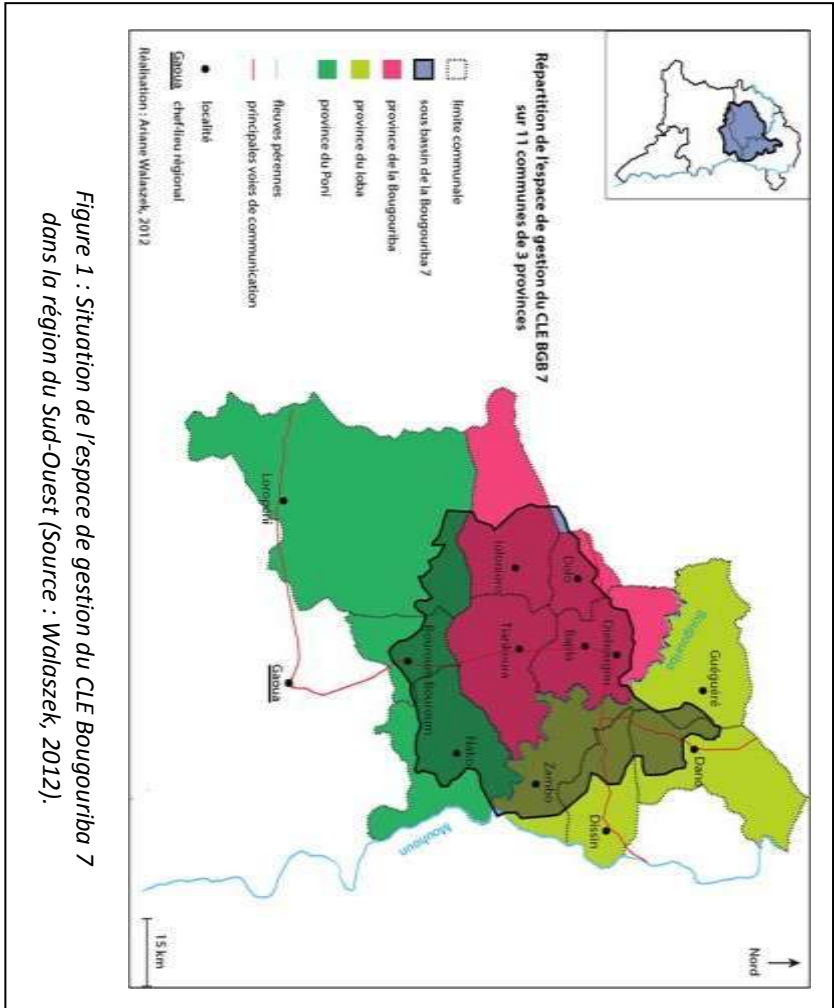 Répartition de l'espace de gestion du CLE BGB 7
sur 11 communes de 3 provinces
limite communale
sous bassin de la Bougouriba 7
province de la Bougouriba
province du Ioba
province du Poni
fleuves pérennes
principales voies de communication
localité
Gaoua chef-lieu régional
Réalisation : Ariane Walaszek, 2012
Nord
Bougouriba
Guéguéré
Dano
Diébougou
Dolo
Bapla
Dissin
Iolonioro
Tiankoura
Zambo
Bouroum Bouroum
Nako
Mouhoun
Loropéni
Gaoua
15 km
Figure 1 : Situation de l'espace de gestion du CLE Bougouriba 7
dans la région du Sud-Ouest (Source : Walaszek, 2012).